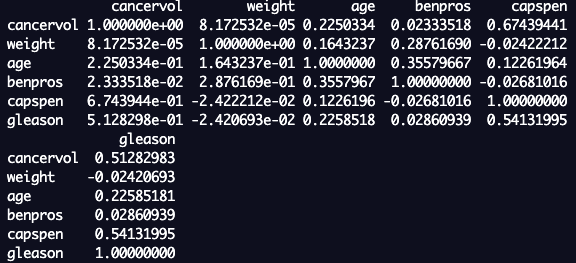 cancervol weight age benpros capspen
cancervol 1.000000e+00 8.172532e-05 0.2250334 0.02333518 0.67439441
weight 8.172532e-05 1.000000e+00 0.1643237 0.28761690 -0.02422212
age 2.250334e-01 1.643237e-01 1.0000000 0.35579667 0.12261964
benpros 2.333518e-02 2.876169e-01 0.3557967 1.00000000 -0.02681016
capspen 6.743944e-01 -2.422212e-02 0.1226196 -0.02681016 1.00000000
gleason 5.128298e-01 -2.420693e-02 0.2258518 0.02860939 0.54131995
gleason
cancervol 0.51282983
weight -0.02420693
age 0.22585181
benpros 0.02860939
capspen 0.54131995
gleason 1.00000000